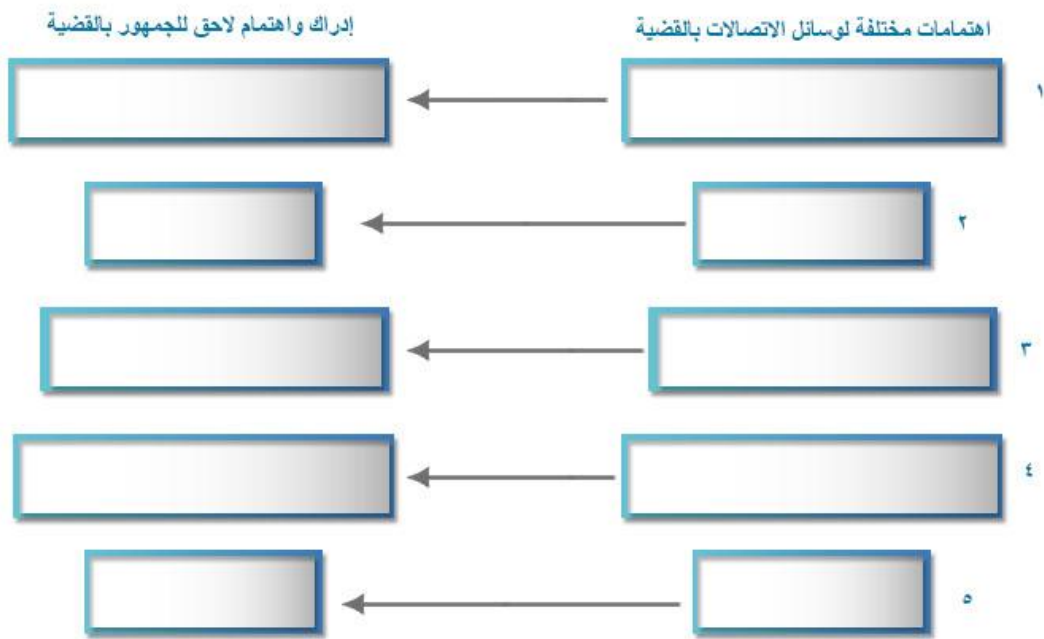 اهتمامات مختلفة لوسائل الاتصالات بالقضية
إدراك واهتمام لاحق للجمهور بالقضية
١
٢
٣
٤
٥